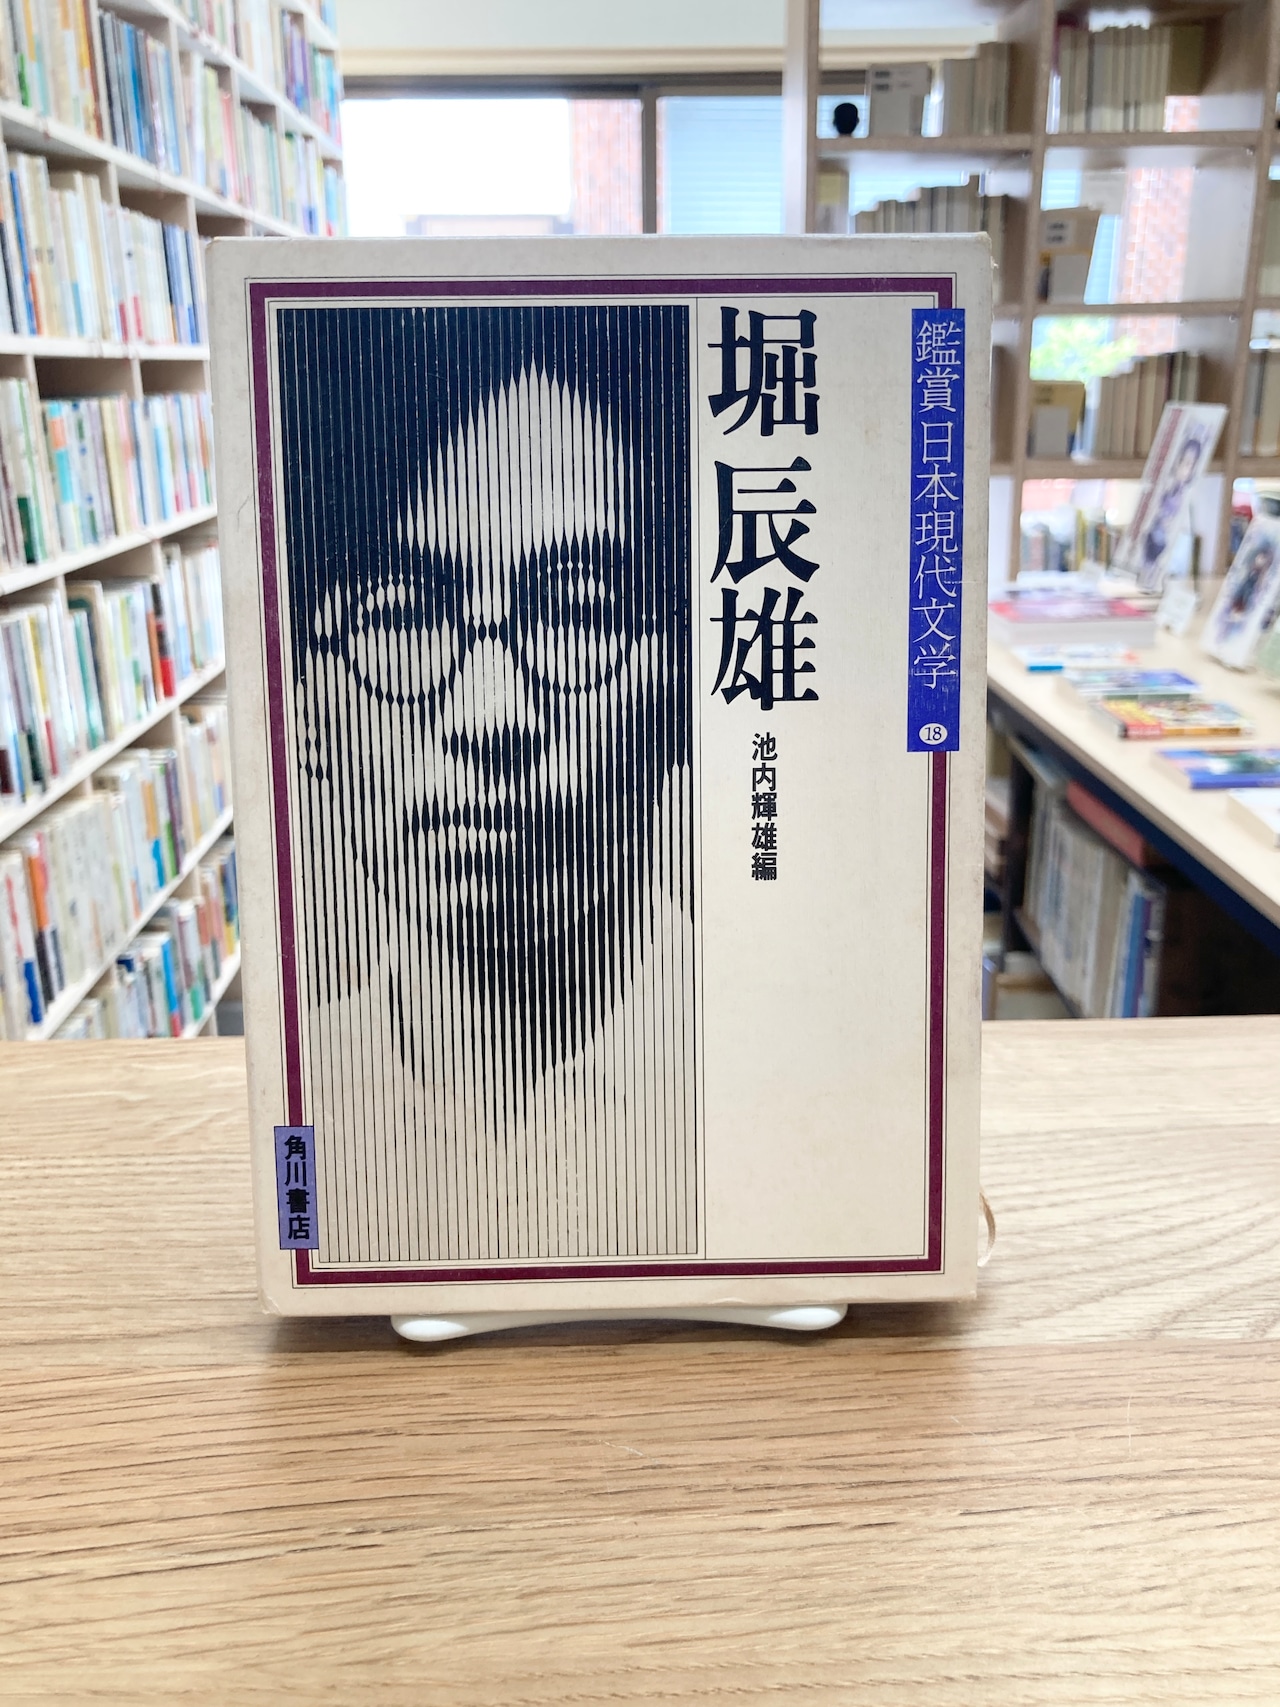 鑑賞 日本現代文学 18
堀辰雄
池内輝雄編
角川書店